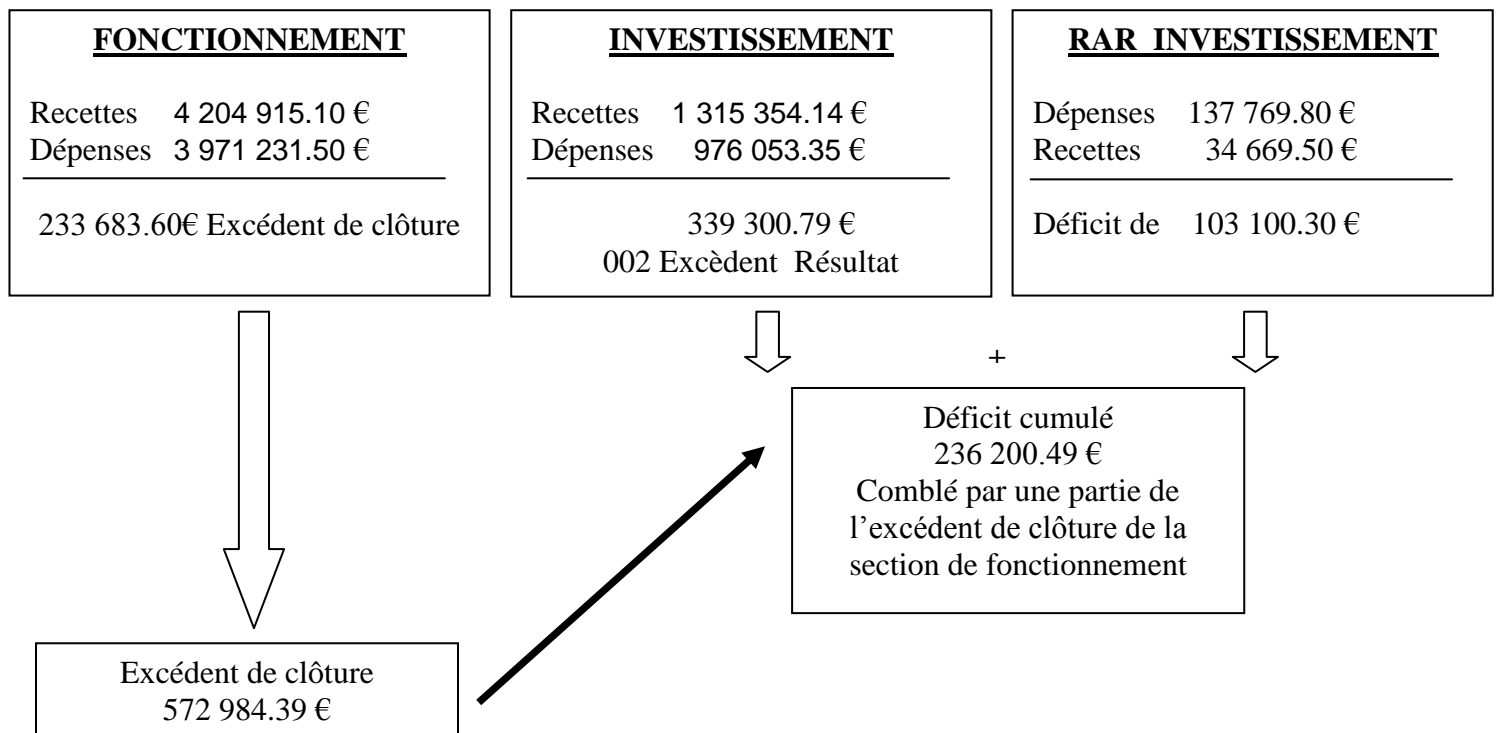 FONCTIONNEMENT
Recettes 4 204 915.10 €
Dépenses 3 971 231.50 €
233 683.60€ Excédent de clôture
INVESTISSEMENT
Recettes 1 315 354.14 €
Dépenses 976 053.35 €
339 300.79 €
002 Excèdent Résultat
RAR INVESTISSEMENT
Dépenses 137 769.80 €
Recettes 34 669.50 €
Déficit de 103 100.30 €
+
Déficit cumulé
236 200.49 €
Comblé par une partie de
l’excédent de clôture de la
section de fonctionnement
Excédent de clôture
572 984.39 €